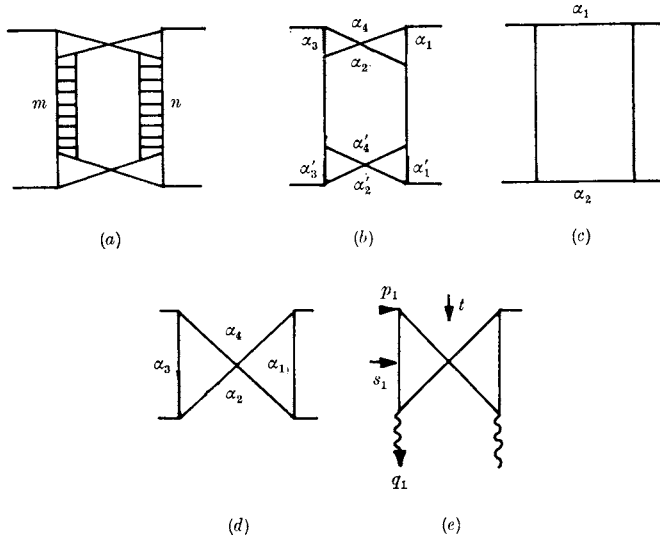 m n
(a)
α₄
α₃ α₁
α₂
α′₄
α′₃ α′₁
α′₂
(b)
α₁
α₂
(c)
α₄
α₃ α₁
α₂
(d)
p₁ t
s₁
q₁
(e)